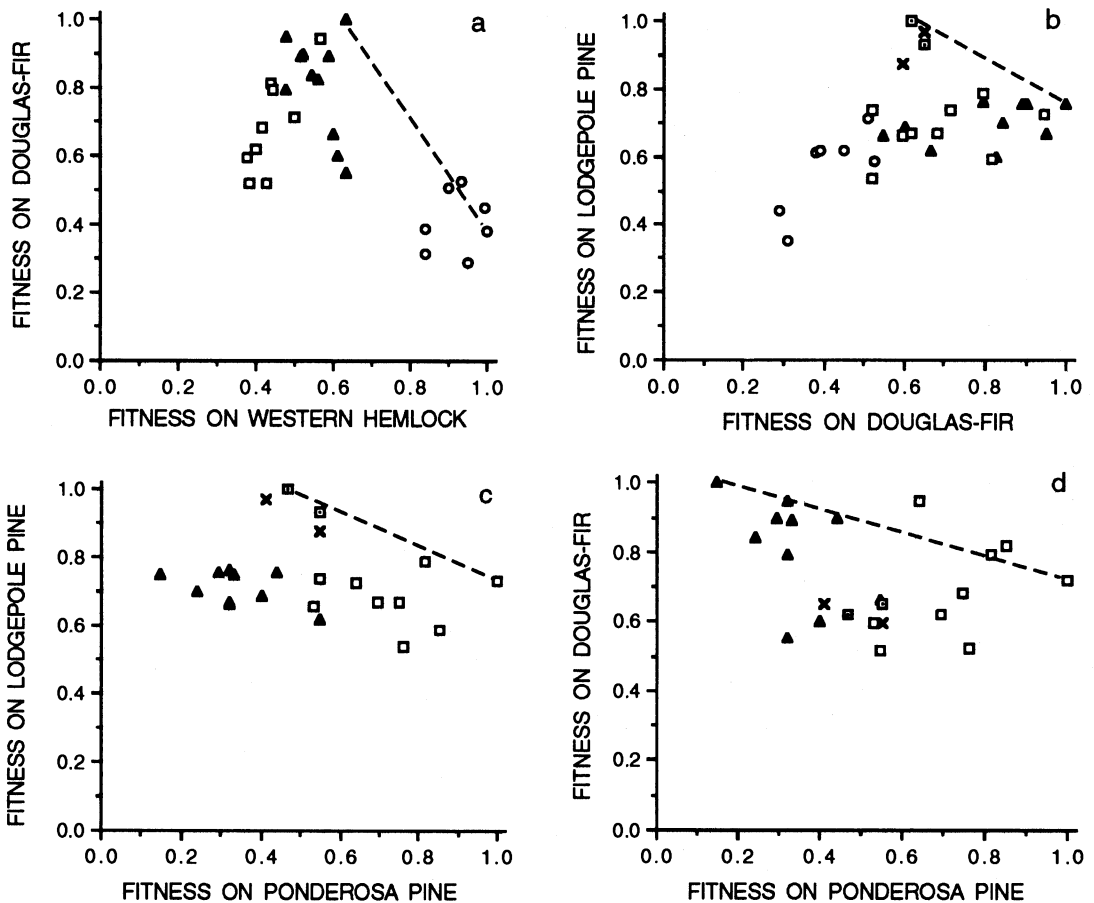 a
1.0
0.8
0.6
0.4
0.2
0.0
FITNESS ON DOUGLAS-FIR
0.0 0.2 0.4 0.6 0.8 1.0
FITNESS ON WESTERN HEMLOCK
b
1.0
0.8
0.6
0.4
0.2
0.0
FITNESS ON LODGEPOLE PINE
0.0 0.2 0.4 0.6 0.8 1.0
FITNESS ON DOUGLAS-FIR
c
1.0
0.8
0.6
0.4
0.2
0.0
FITNESS ON LODGEPOLE PINE
0.0 0.2 0.4 0.6 0.8 1.0
FITNESS ON PONDEROSA PINE
d
1.0
0.8
0.6
0.4
0.2
0.0
FITNESS ON DOUGLAS-FIR
0.0 0.2 0.4 0.6 0.8 1.0
FITNESS ON PONDEROSA PINE